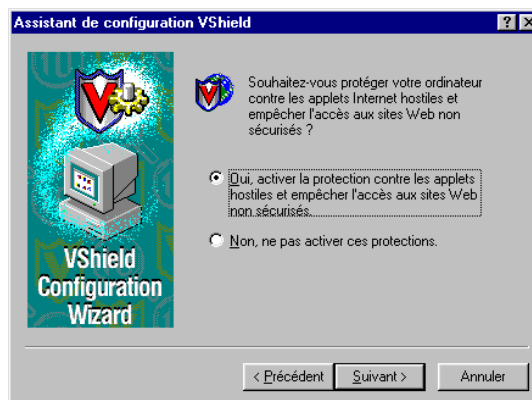 Assistant de configuration VShield
Souhaitez-vous protéger votre ordinateur
contre les applets Internet hostiles et
empêcher l'accès aux sites Web non
sécurisés ?
Oui, activer la protection contre les applets
hostiles et empêcher l'accès aux sites Web
non sécurisés.
Non, ne pas activer ces protections.
VShield
Configuration
Wizard
< Précédent
Suivant >
Annuler